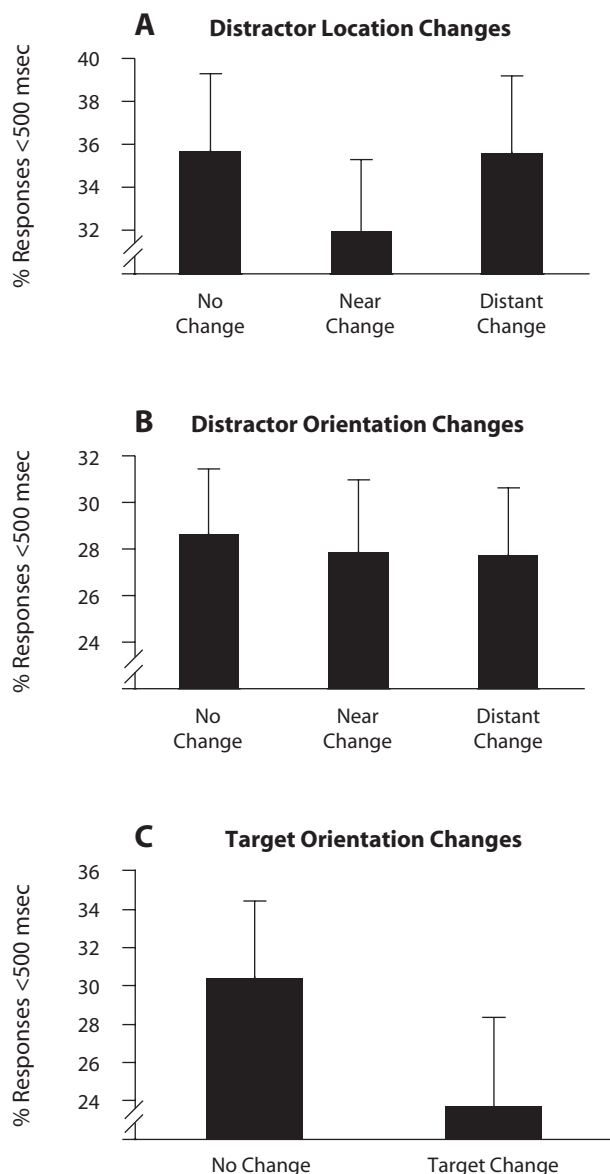 A Distractor Location Changes
% Responses <500 msec
40
38
36
34
32
No Change
Near Change
Distant Change
B Distractor Orientation Changes
% Responses <500 msec
32
30
28
26
24
No Change
Near Change
Distant Change
C Target Orientation Changes
% Responses <500 msec
36
34
32
30
28
26
24
No Change
Target Change